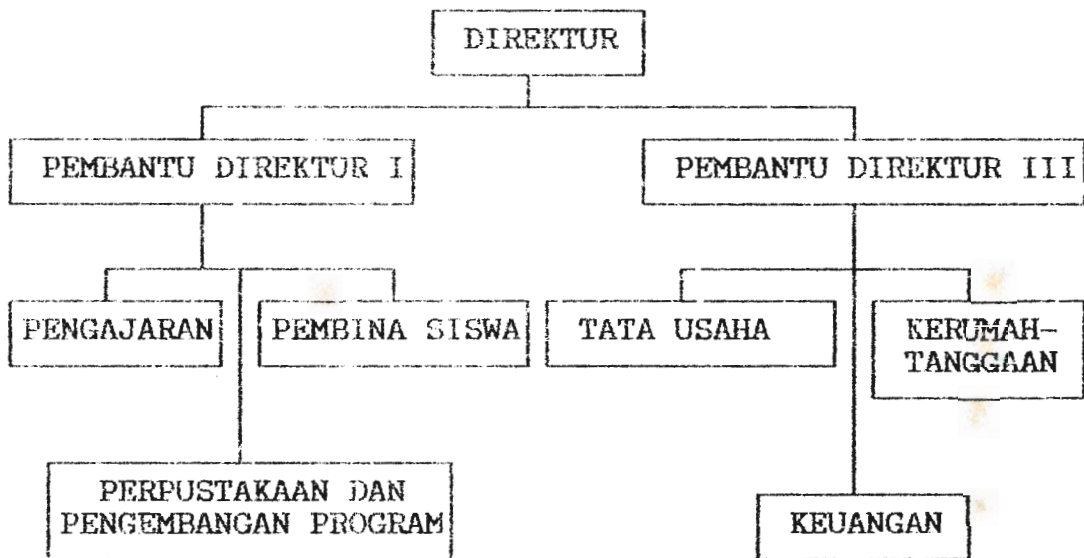 DIREKTUR
PEMBANTU DIREKTUR I
PEMBANTU DIREKTUR III
PENGAJARAN
PEMBINA SISWA
TATA USAHA
KERUMAH-
TANGGAAN
PERPUSTAKAAN DAN
PENGEMBANGAN PROGRAM
KEUANGAN